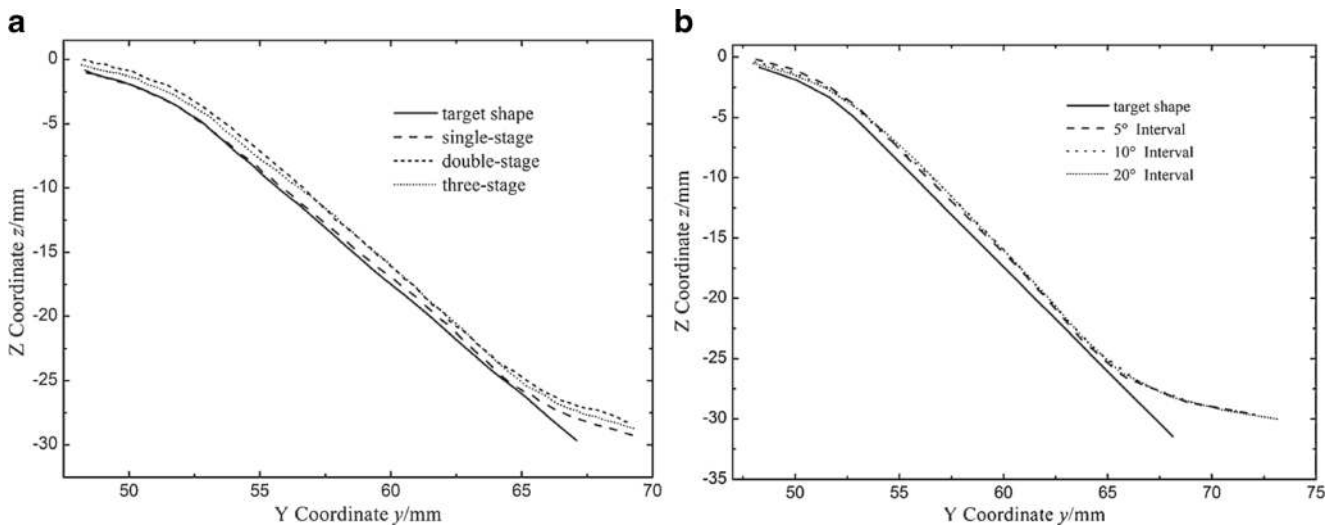 a
0
-5
-10
-15
-20
-25
-30
Z Coordinate z/mm
target shape
single-stage
double-stage
three-stage
50 55 60 65 70
Y Coordinate y/mm
b
0
-5
-10
-15
-20
-25
-30
-35
Z Coordinate z/mm
target shape
5° Interval
10° Interval
20° Interval
50 55 60 65 70 75
Y Coordinate y/mm